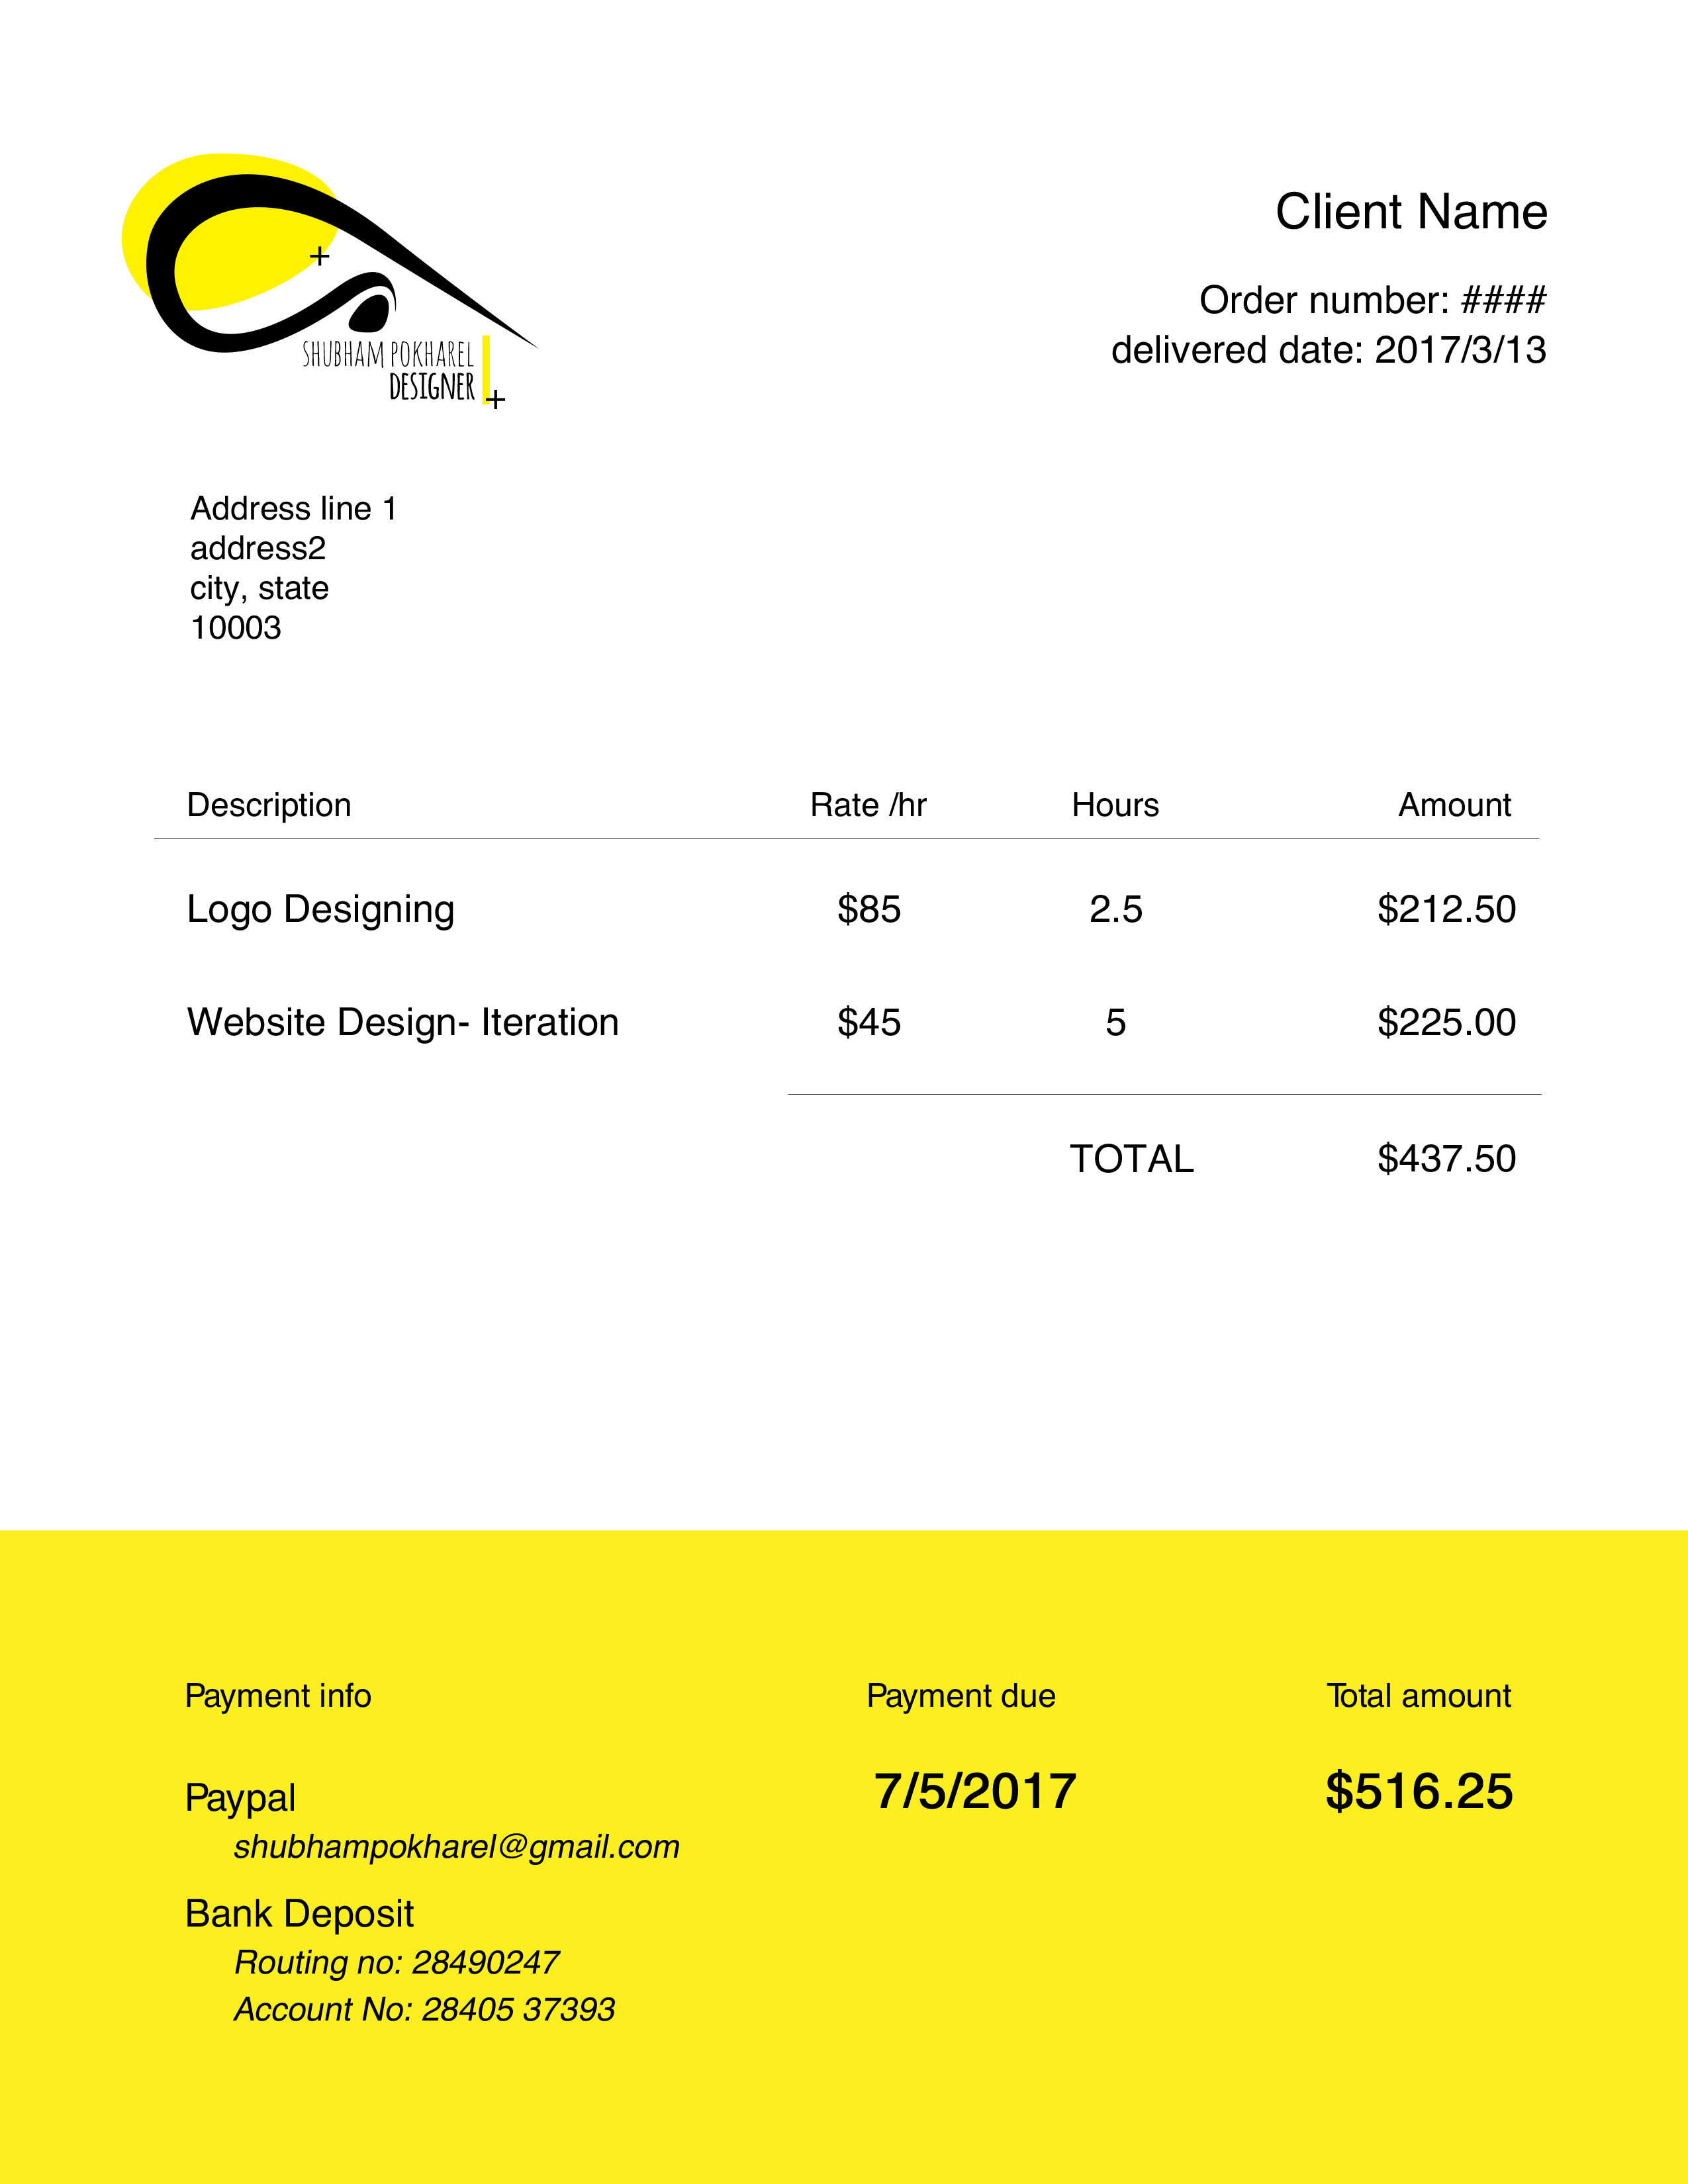 SHUBHAM POKHAREL
DESIGNER
Client Name
Order number: ####
delivered date: 2017/3/13
Address line 1
address2
city, state
10003
Description Rate /hr Hours Amount
Logo Designing $85 2.5 $212.50
Website Design- Iteration $45 5 $225.00
TOTAL $437.50
Payment info Payment due Total amount
Paypal 7/5/2017 $516.25
shubhampokharel@gmail.com
Bank Deposit
Routing no: 28490247
Account No: 28405 37393